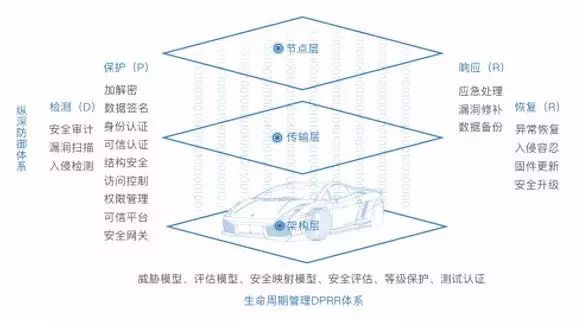 纵深防御体系
检测（D）
安全审计
漏洞扫描
入侵检测
保护（P）
加解密
数据签名
身份认证
可信认证
结构安全
访问控制
权限管理
可信平台
安全网关
节点层
传输层
架构层
响应（R）
应急处理
漏洞修补
数据备份
恢复（R）
异常恢复
入侵容忍
固件更新
安全升级
威胁模型、评估模型、安全映射模型、安全评估、等级保护、测试认证
生命周期管理DPRR体系